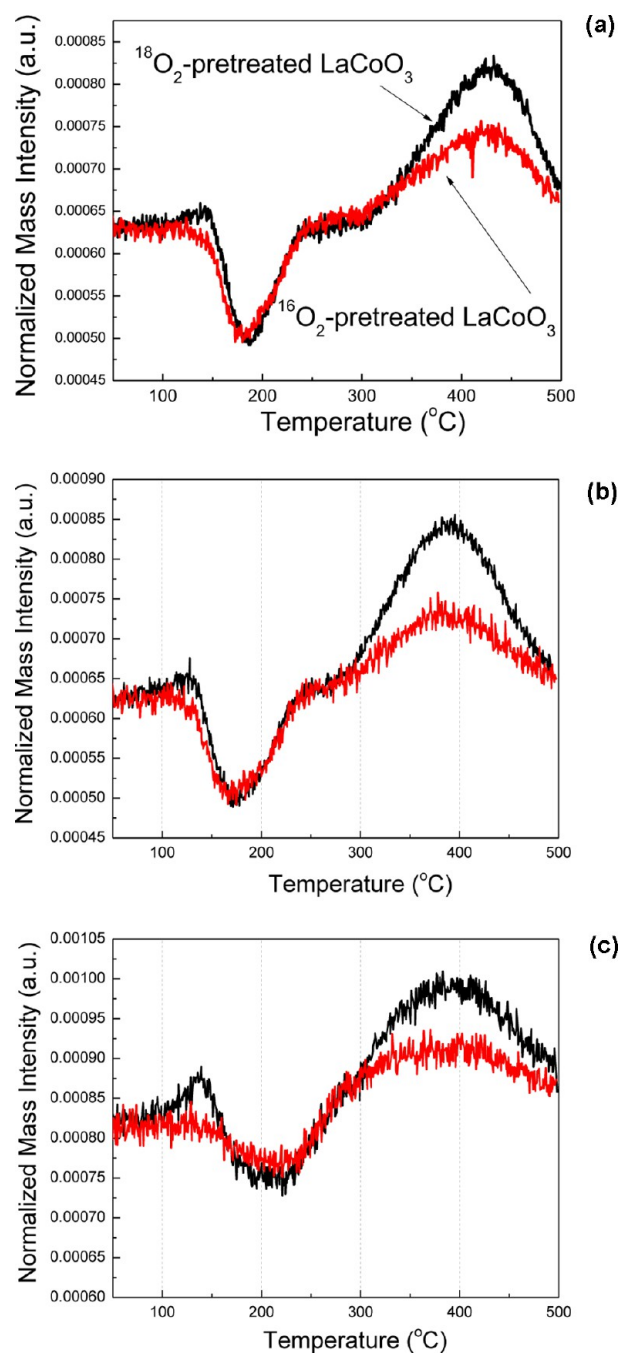 (a)
0.00085
0.00080
0.00075
0.00070
0.00065
0.00060
0.00055
0.00050
0.00045
Normalized Mass Intensity (a.u.)
¹⁸O₂-pretreated LaCoO₃
¹⁶O₂-pretreated LaCoO₃
100 200 300 400 500
Temperature (°C)
(b)
0.00090
0.00085
0.00080
0.00075
0.00070
0.00065
0.00060
0.00055
0.00050
0.00045
Normalized Mass Intensity (a.u.)
100 200 300 400 500
Temperature (°C)
(c)
0.00105
0.00100
0.00095
0.00090
0.00085
0.00080
0.00075
0.00070
0.00065
0.00060
Normalized Mass Intensity (a.u.)
100 200 300 400 500
Temperature (°C)